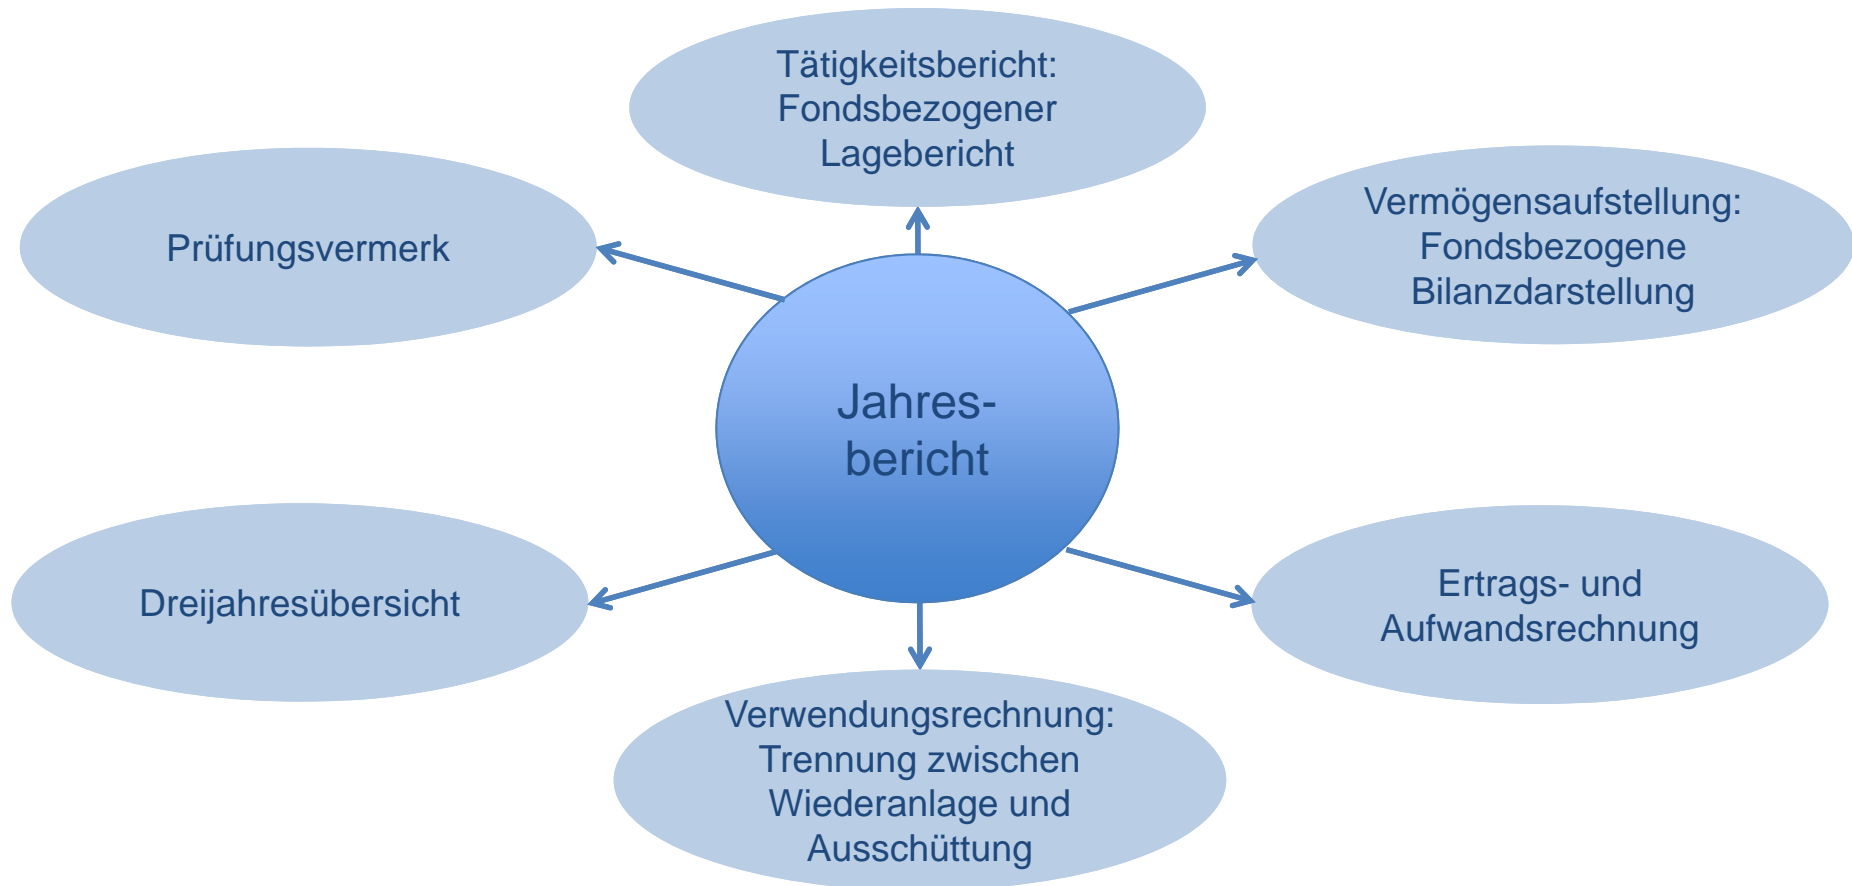 Tätigkeitsbericht:
Fondsbezogener
Lagebericht
Prüfungsvermerk
Vermögensaufstellung:
Fondsbezogene
Bilanzdarstellung
Jahres-
bericht
Dreijahresübersicht
Ertrags- und
Aufwandsrechnung
Verwendungsrechnung:
Trennung zwischen
Wiederanlage und
Ausschüttung